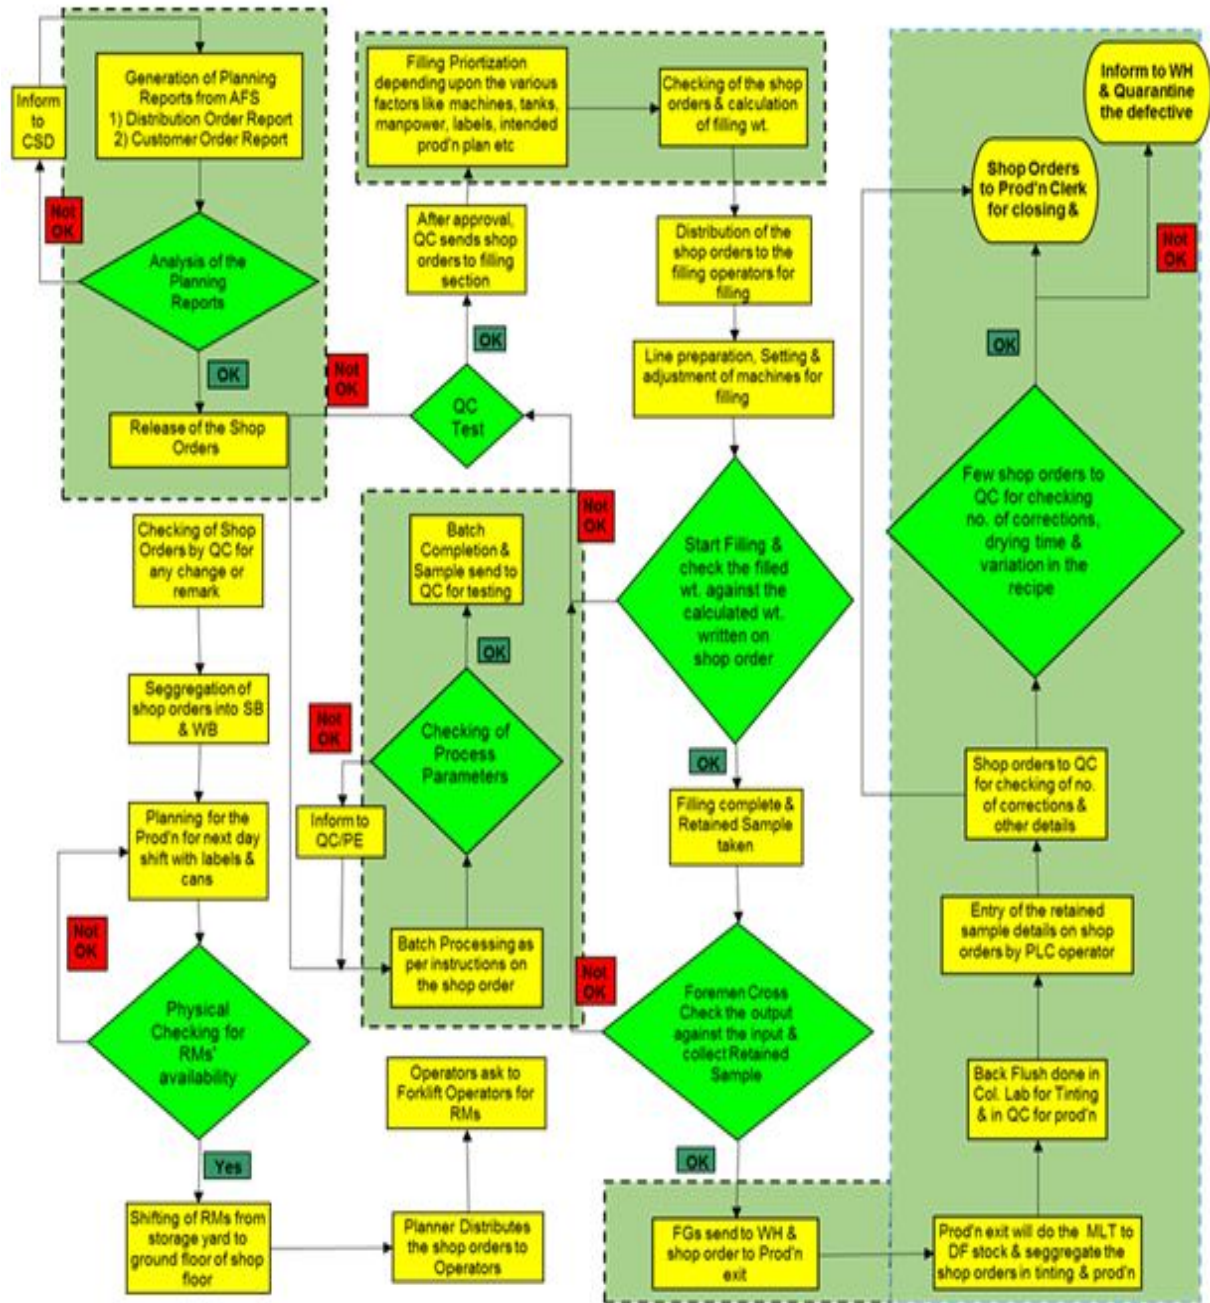 Generation of Planning
Reports from AFS
1) Distribution Order Report
2) Customer Order Report
Inform
to
CSD
Not
OK
Analysis of the
Planning
Reports
OK
Release of the Shop
Orders
Checking of Shop
Orders by QC for
any change or
remark
Seggregation of
shop orders into SB
& WB
Planning for the
Prod'n for next day
shift with labels &
cans
Not
OK
Physical
Checking for
RMs'
availability
Yes
Shifting of RMs from
storage yard to
ground floor of shop
floor
Planner Distributes
the shop orders to
Operators
Operators ask to
Forklift Operators for
RMs
Batch Processing as
per instructions on
the shop order
Inform to
QC/PE
Not
OK
Checking of
Process
Parameters
OK
Batch
Completion &
Sample send to
QC for testing
Not
OK
QC
Test
OK
After approval,
QC sends shop
orders to filling
section
Filling Priortization
depending upon the various
factors like machines, tanks,
manpower, labels, intended
prod'n plan etc
Checking of the shop
orders & calculation
of filling wt.
Distribution of the
shop orders to the
filling operators for
filling
Line preparation, Setting &
adjustment of machines for
filling
Not
OK
Start Filling &
check the filled
wt. against the
calculated wt.
written on
shop order
OK
Filling complete &
Retained Sample
taken
Not
OK
Foremen Cross
Check the output
against the input &
collect Retained
Sample
OK
FGs send to WH &
shop order to Prod'n
exit
Prod'n exit will do the MLT to
DF stock & seggregate the
shop orders in tinting & prod'n
Back Flush done in
Col. Lab for Tinting
& in QC for prod'n
Entry of the retained
sample details on shop
orders by PLC operator
Shop orders to QC
for checking of no.
of corrections &
other details
Few shop orders to
QC for checking
no. of corrections,
drying time &
variation in the
recipe
OK
Not
OK
Shop Orders
to Prod'n Clerk
for closing &
Inform to WH
& Quarantine
the defective